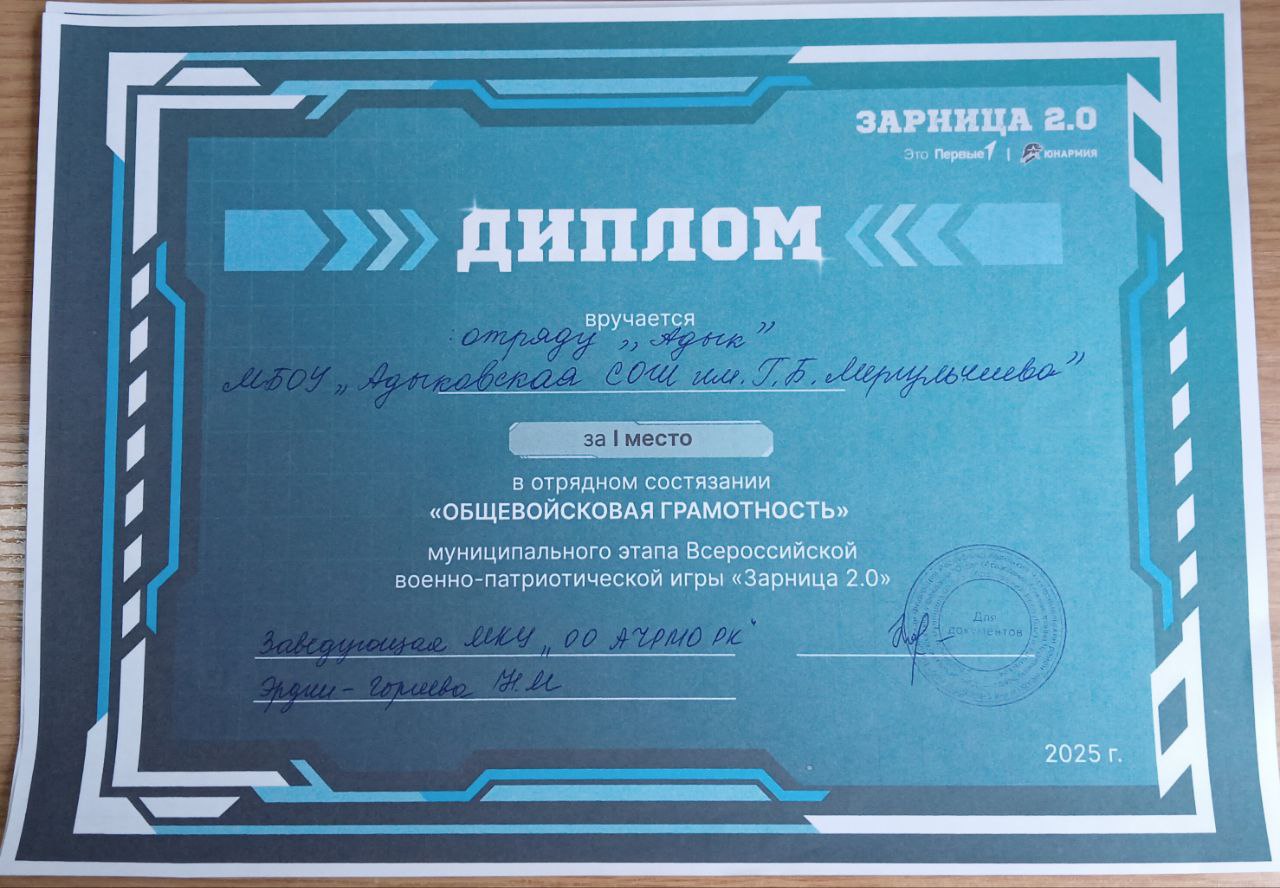 ЗАРНИЦА 2.0
Это Первые | ЮНАРМИЯ
ДИПЛОМ
вручается
отряду „Адык”
МБОУ „Адыковская СОШ им. Г.Б. Мергульчиева”
за I место
в отрядном состязании
«ОБЩЕВОЙСКОВАЯ ГРАМОТНОСТЬ»
муниципального этапа Всероссийской
военно-патриотической игры «Зарница 2.0»
Заведующая МКУ „ОО АЧРМО РК“
Эрдни-Горяева Н.М
Для
документов
2025 г.